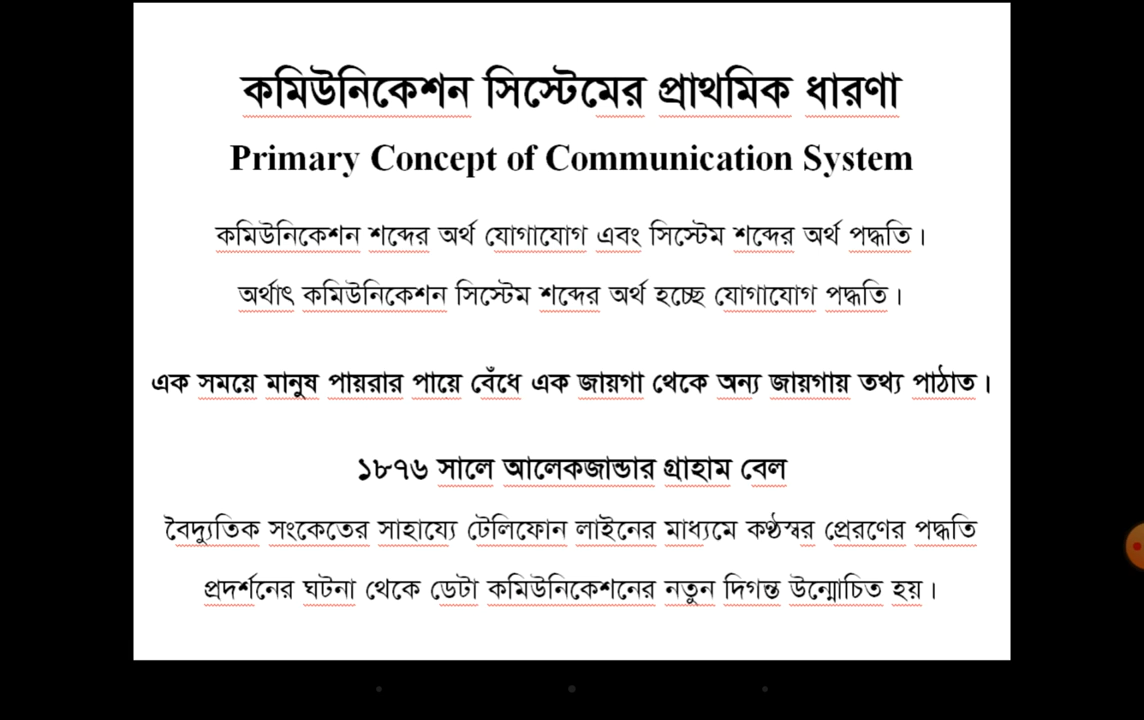 কমিউনিকেশন সিস্টেমের প্রাথমিক ধারণা
Primary Concept of Communication System
কমিউনিকেশন শব্দের অর্থ যোগাযোগ এবং সিস্টেম শব্দের অর্থ পদ্ধতি।
অর্থাৎ কমিউনিকেশন সিস্টেম শব্দের অর্থ হচ্ছে যোগাযোগ পদ্ধতি।
এক সময়ে মানুষ পায়রার পায়ে বেঁধে এক জায়গা থেকে অন্য জায়গায় তথ্য পাঠাত।
১৮৭৬ সালে আলেকজান্ডার গ্রাহাম বেল
বৈদ্যুতিক সংকেতের সাহায্যে টেলিফোন লাইনের মাধ্যমে কণ্ঠস্বর প্রেরণের পদ্ধতি
প্রদর্শনের ঘটনা থেকে ডেটা কমিউনিকেশনের নতুন দিগন্ত উন্মোচিত হয়।